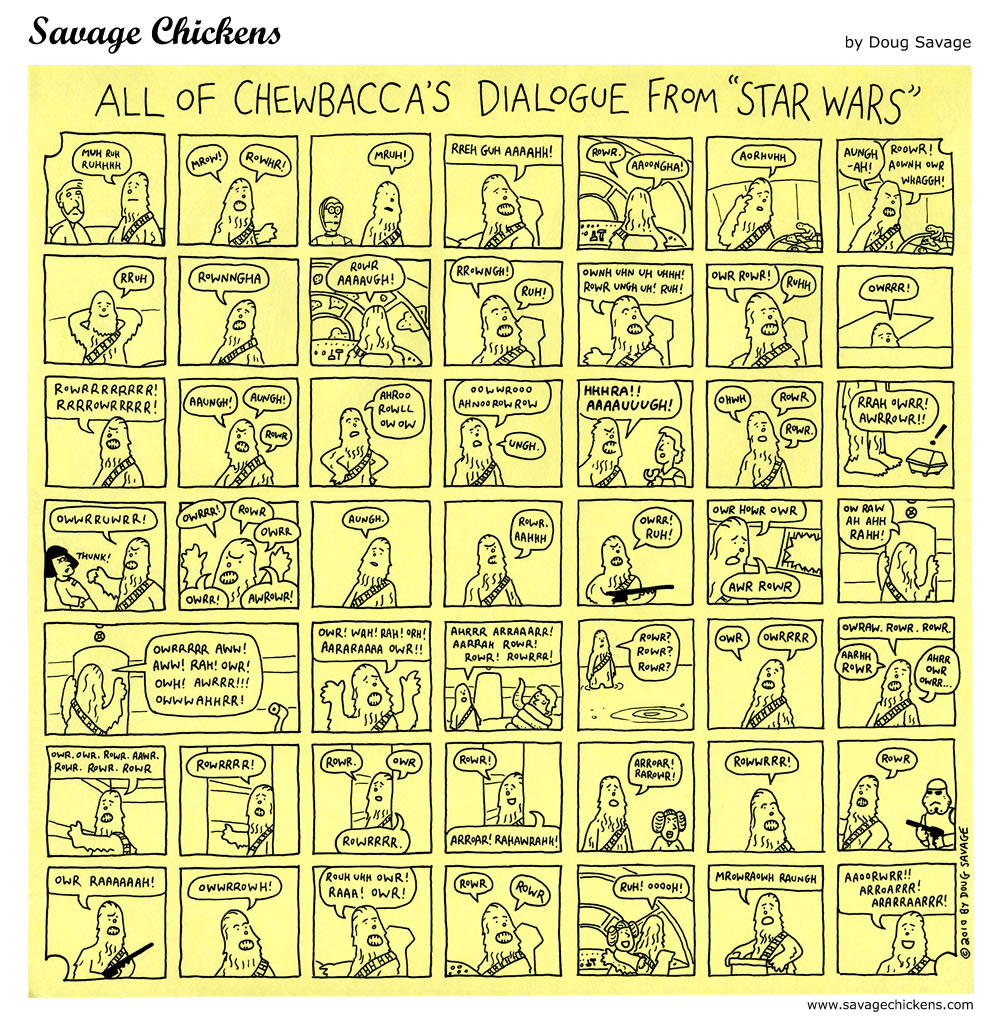 Savage Chickens
by Doug Savage
ALL OF CHEWBACCA'S DIALOGUE FROM "STAR WARS"
MUH RUH
RUHHHH
MROW!
ROWHR!
MRUH!
RREH GUH AAAAHH!
ROWR.
AAOONGHA!
AORHUHH
AUNGH
-AH!
ROOWR!
AOWNH OWR
WHAGGH!
RRUH
ROWNNGHA
ROWR
AAAAUGH!
RROWNGH!
RUH!
OWNH UHN UH UHHH!
ROWR UNGH UH! RUH!
OWR ROWR!
RUHH
OWRRR!
ROWRRRRRRRR!
RRRROWRRRRR!
AAUNGH!
AUNGH!
ROWR
AHROO
ROWLL
OW OW
OOLWROOO
AHNOOROWROW
UNGH.
HHHRA!!
AAAAUUUGH!
OHWH
ROWR
ROWR.
RRAH OWRR!
AWRROWR!!
!
OWWRRUWRR!
THUNK!
OWRRR!
ROWR
OWRR
OWRR!
AWROWR!
AUNGH.
ROWR.
AAHHH
OWRR!
RUH!
OWR HOWR OWR
AWR ROWR
OW RAW
AH AHH
RAHH!
OWRRRRR AWW!
AWW! RAH! OWR!
OWH! AWRR!!!
OWWWAHHRR!
OWR! WAH! RAH! ORH!
AARARAAAA OWR!!
AHRRR ARRAAARR!
AARRAH ROWR!
ROWR! ROWRRR!
ROWR?
ROWR?
ROWR?
OWR
OWRRRR
OWRAW. ROWR. ROWR.
AARHH
ROWR
AHRR
OWR
OWRR...
OWR. OWR. ROWR. AAWR.
ROWR. ROWR. ROWR
ROWRRRR!
ROWR.
OWR
ROWRRRR.
ROWR!
ARROAR! RAHAWRAHH!
ARROAR!
RAROWR!
ROWWRRR!
ROWR
OWR RAAAAAAH!
OWWRROWH!
ROUH UHH OWR!
RAAA! OWR!
ROWR
ROWR
RUH! OOOOH!
MROWRAOWH RAUNGH
AAOORWRR!!
ARROARRR!
ARARRAARRR!
©2010 BY DOUG SAVAGE
www.savagechickens.com